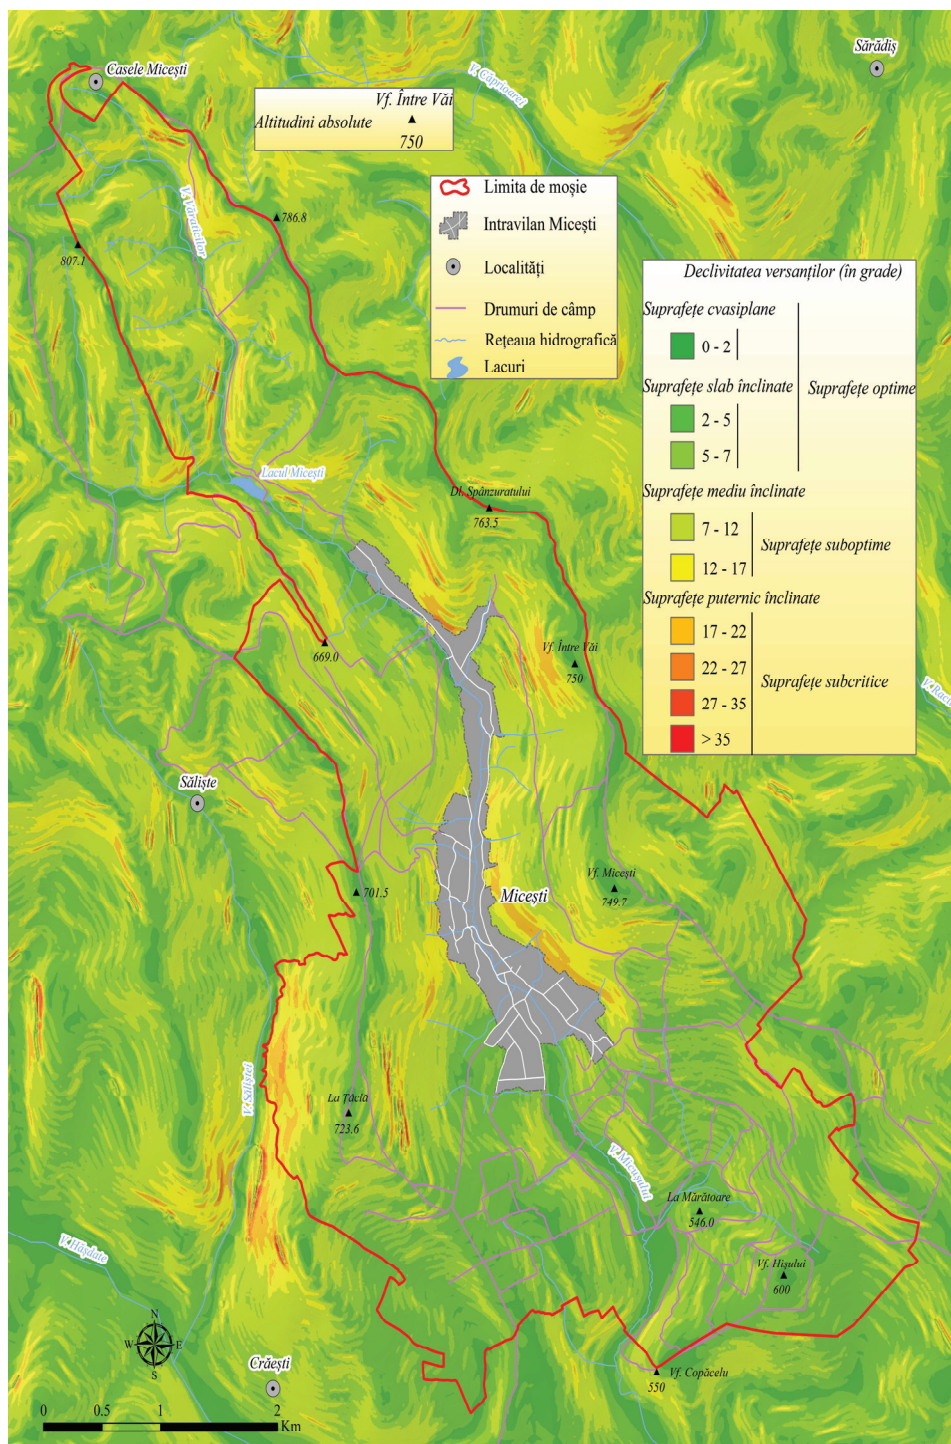 Casele Micești
Sărădiș
V. Căprioarei
Vf. Între Văi
Altitudini absolute
750
Limita de moșie
Intravilan Micești
Localități
Drumuri de câmp
Rețeaua hidrografică
Lacuri
V. Văraticilor
786.8
807.1
Declivitatea versanților (în grade)
Suprafețe cvasiplane
0 - 2
Suprafețe slab înclinate
Suprafețe optime
2 - 5
5 - 7
Suprafețe mediu înclinate
7 - 12
Suprafețe suboptime
12 - 17
Suprafețe puternic înclinate
17 - 22
22 - 27
Suprafețe subcritice
27 - 35
> 35
Lacul Micești
Dl. Spânzuratului
763.5
669.0
Vf. Între Văi
750
V. Racu
Săliște
701.5
Micești
Vf. Micești
749.7
V. Săliștei
La Țâcla
723.6
V. Micușului
La Mărătoare
546.0
V. Hășdate
Vf. Hișului
600
N
W
E
S
Crăești
Vf. Copăcelu
550
0
0.5
1
2
Km